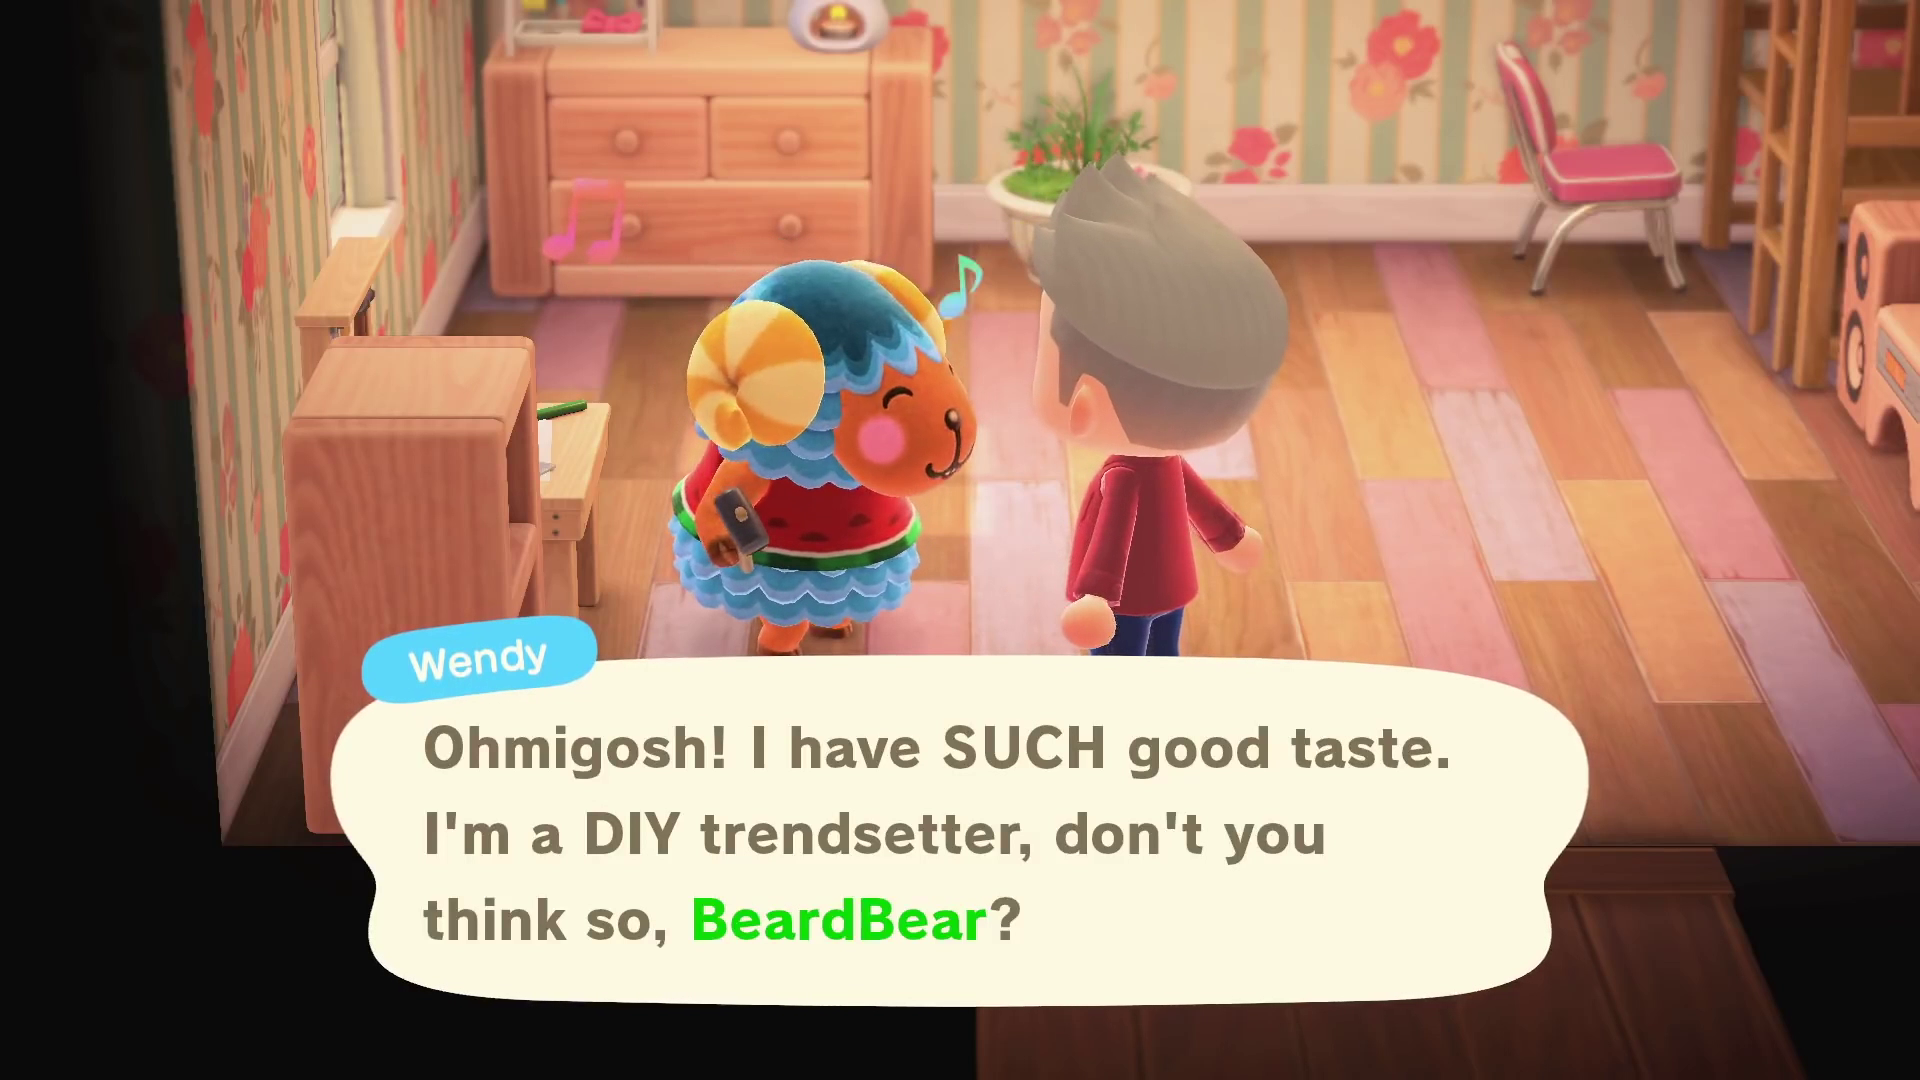 Wendy
Ohmigosh! I have SUCH good taste.
I'm a DIY trendsetter, don't you
think so, BeardBear?